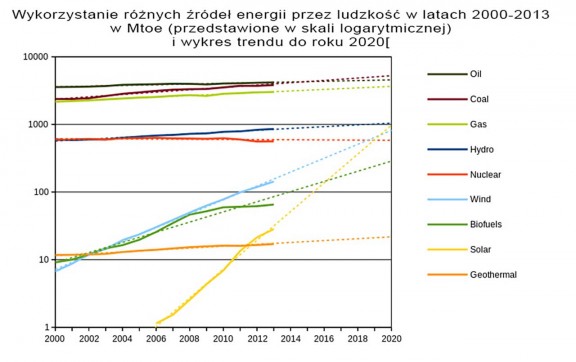 Wykorzystanie różnych źródeł energii przez ludzkość w latach 2000-2013
w Mtoe (przedstawione w skali logarytmicznej)
i wykres trendu do roku 2020[
10000
1000
100
10
1
2000
2002
2004
2006
2008
2010
2012
2014
2016
2018
2020
Oil
Coal
Gas
Hydro
Nuclear
Wind
Biofuels
Solar
Geothermal